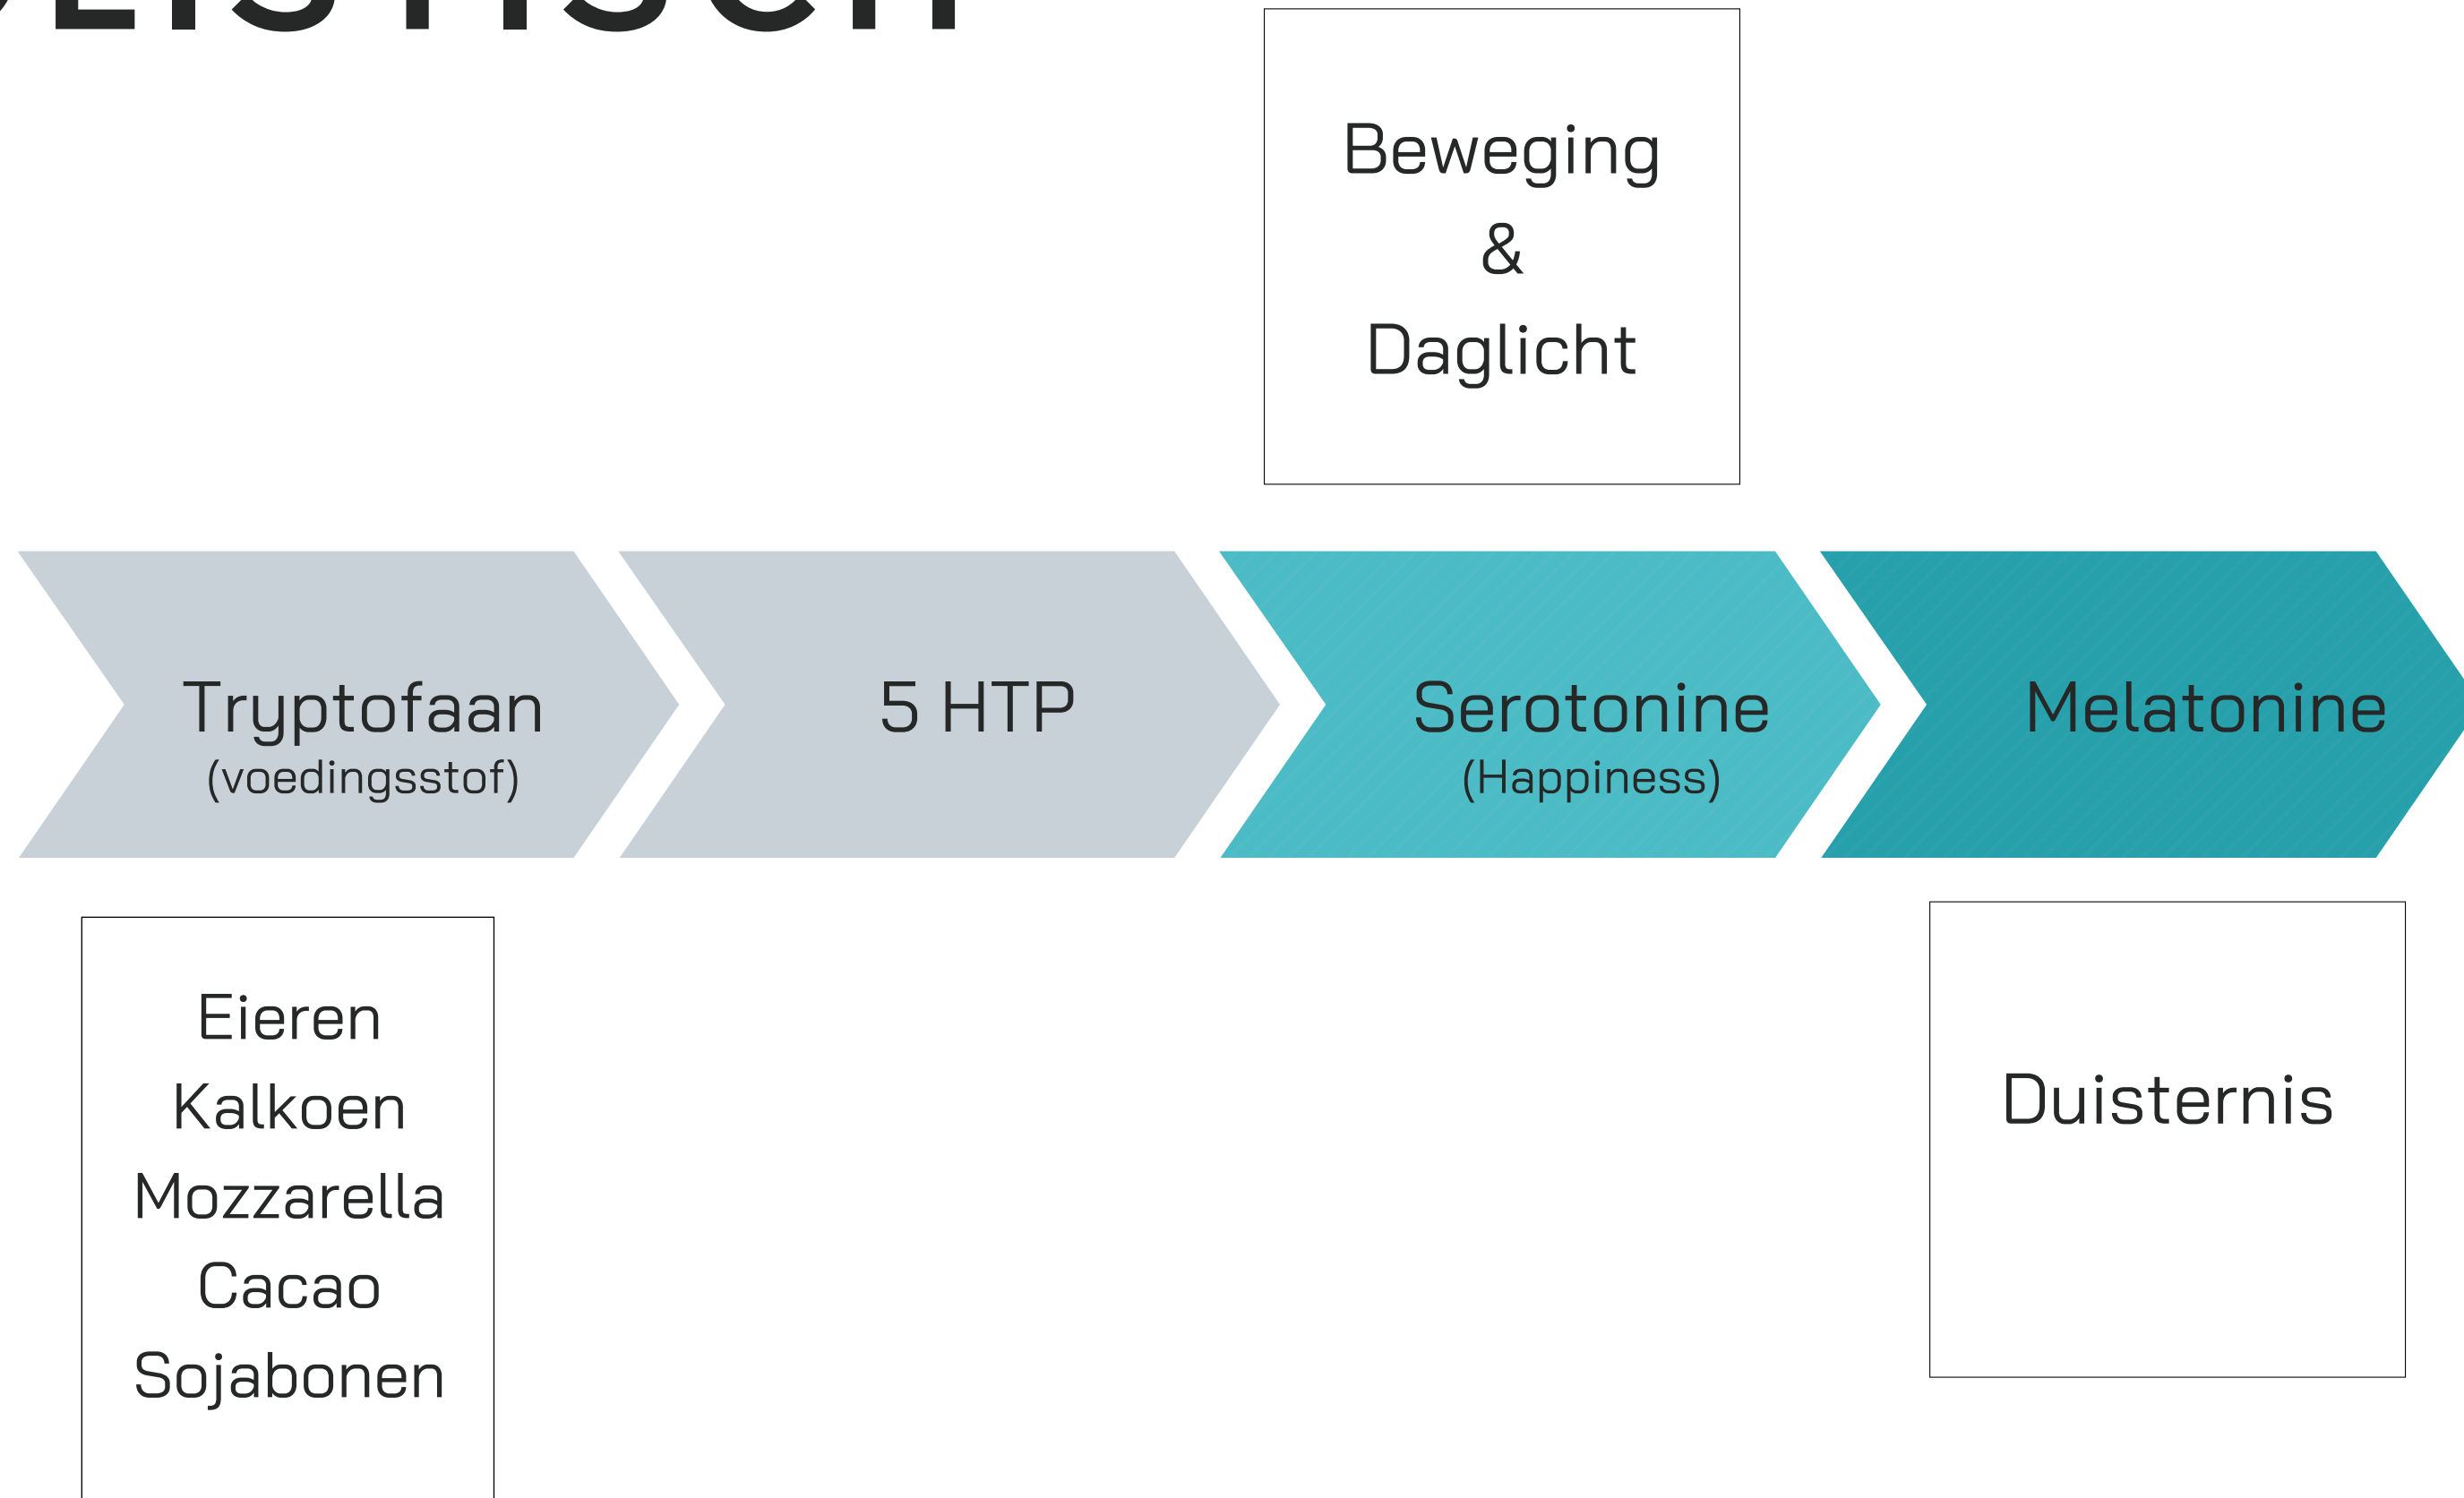 Beweging
&
Daglicht
Tryptofaan
(voedingsstof)
5 HTP
Serotonine
(Happiness)
Melatonine
Eieren
Kalkoen
Mozzarella
Cacao
Sojabonen
Duisternis